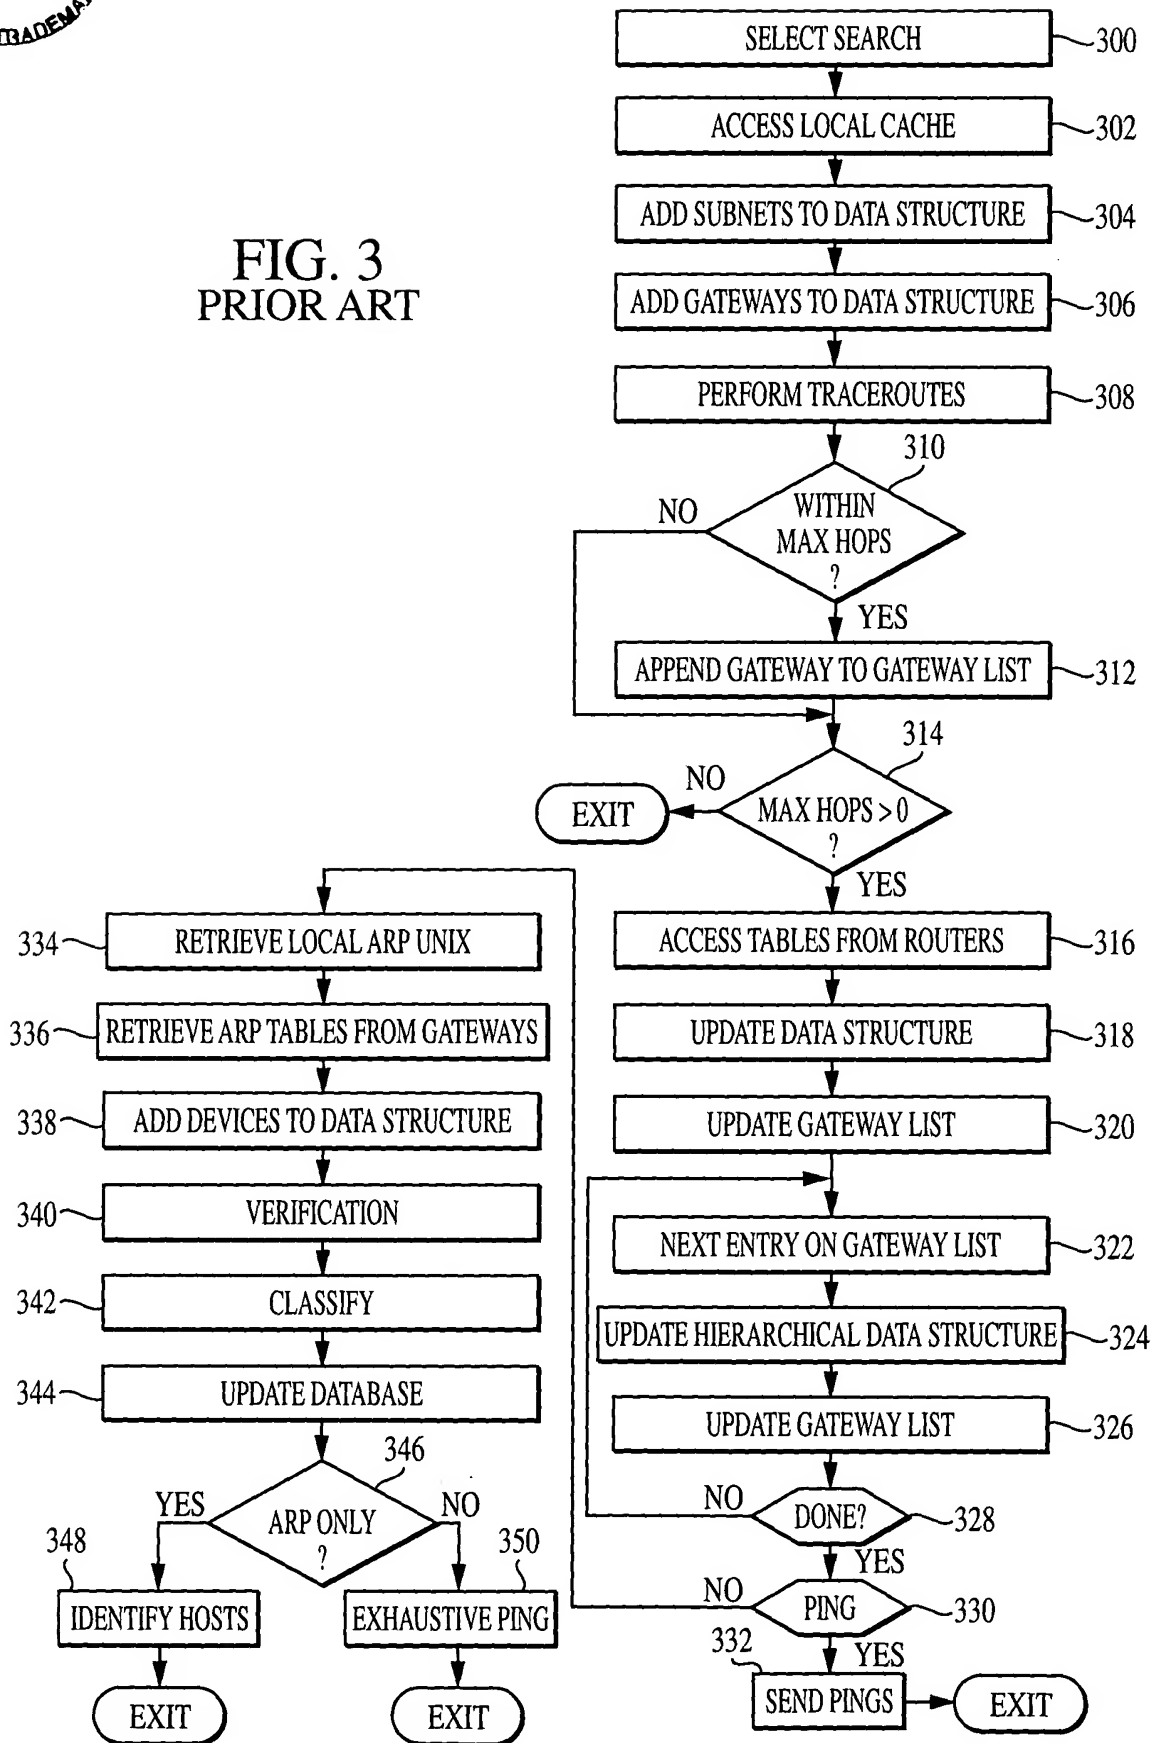 TRADEMA
SELECT SEARCH
300
ACCESS LOCAL CACHE
302
ADD SUBNETS TO DATA STRUCTURE
304
FIG. 3
PRIOR ART
ADD GATEWAYS TO DATA STRUCTURE
306
PERFORM TRACEROUTES
308
310
WITHIN
MAX HOPS
?
NO
YES
APPEND GATEWAY TO GATEWAY LIST
312
314
MAX HOPS > 0
?
NO
EXIT
YES
ACCESS TABLES FROM ROUTERS
316
UPDATE DATA STRUCTURE
318
UPDATE GATEWAY LIST
320
NEXT ENTRY ON GATEWAY LIST
322
UPDATE HIERARCHICAL DATA STRUCTURE
324
UPDATE GATEWAY LIST
326
NO
DONE?
328
YES
NO
PING
330
332
YES
SEND PINGS
EXIT
334
RETRIEVE LOCAL ARP UNIX
336
RETRIEVE ARP TABLES FROM GATEWAYS
338
ADD DEVICES TO DATA STRUCTURE
340
VERIFICATION
342
CLASSIFY
344
UPDATE DATABASE
346
YES
ARP ONLY
?
NO
348
IDENTIFY HOSTS
350
EXHAUSTIVE PING
EXIT
EXIT